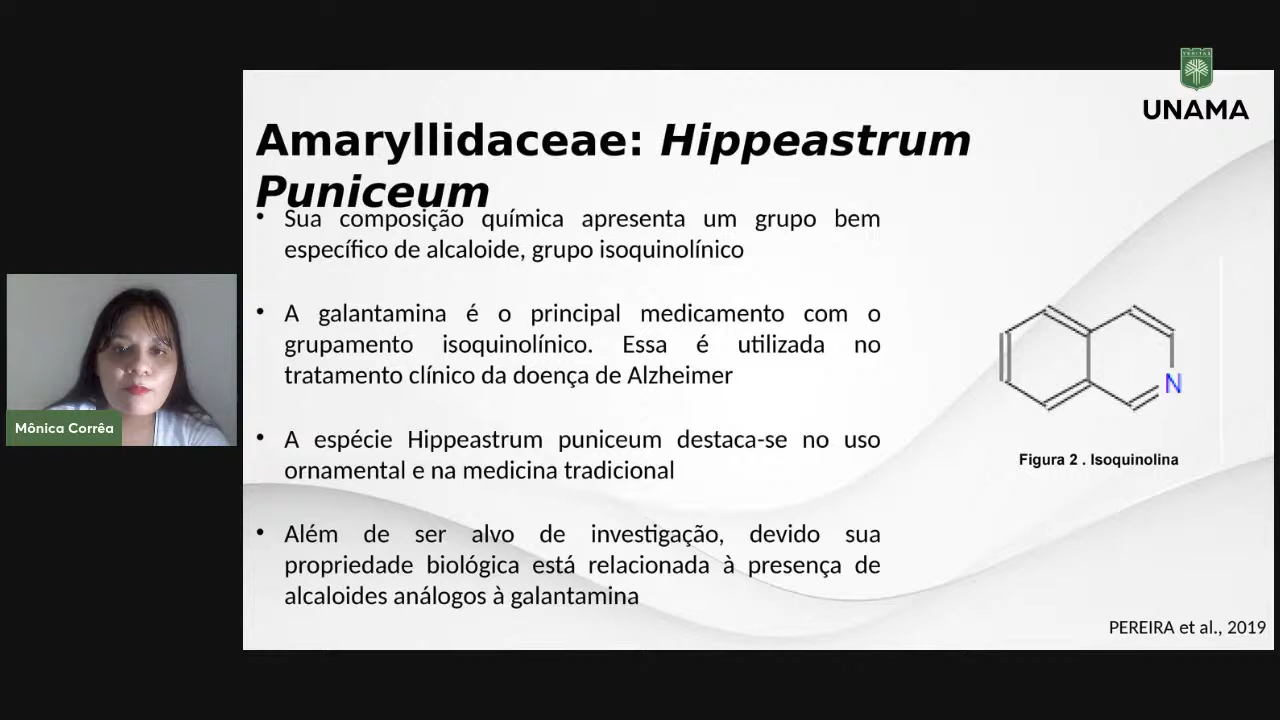 VERITAS
UNAMA
Amaryllidaceae: Hippeastrum
Puniceum
• Sua composição química apresenta um grupo bem
específico de alcaloide, grupo isoquinolínico
• A galantamina é o principal medicamento com o
grupamento isoquinolínico. Essa é utilizada no
tratamento clínico da doença de Alzheimer
• A espécie Hippeastrum puniceum destaca-se no uso
ornamental e na medicina tradicional
• Além de ser alvo de investigação, devido sua
propriedade biológica está relacionada à presença de
alcaloides análogos à galantamina
N
Figura 2 . Isoquinolina
PEREIRA et al., 2019
Mônica Corrêa